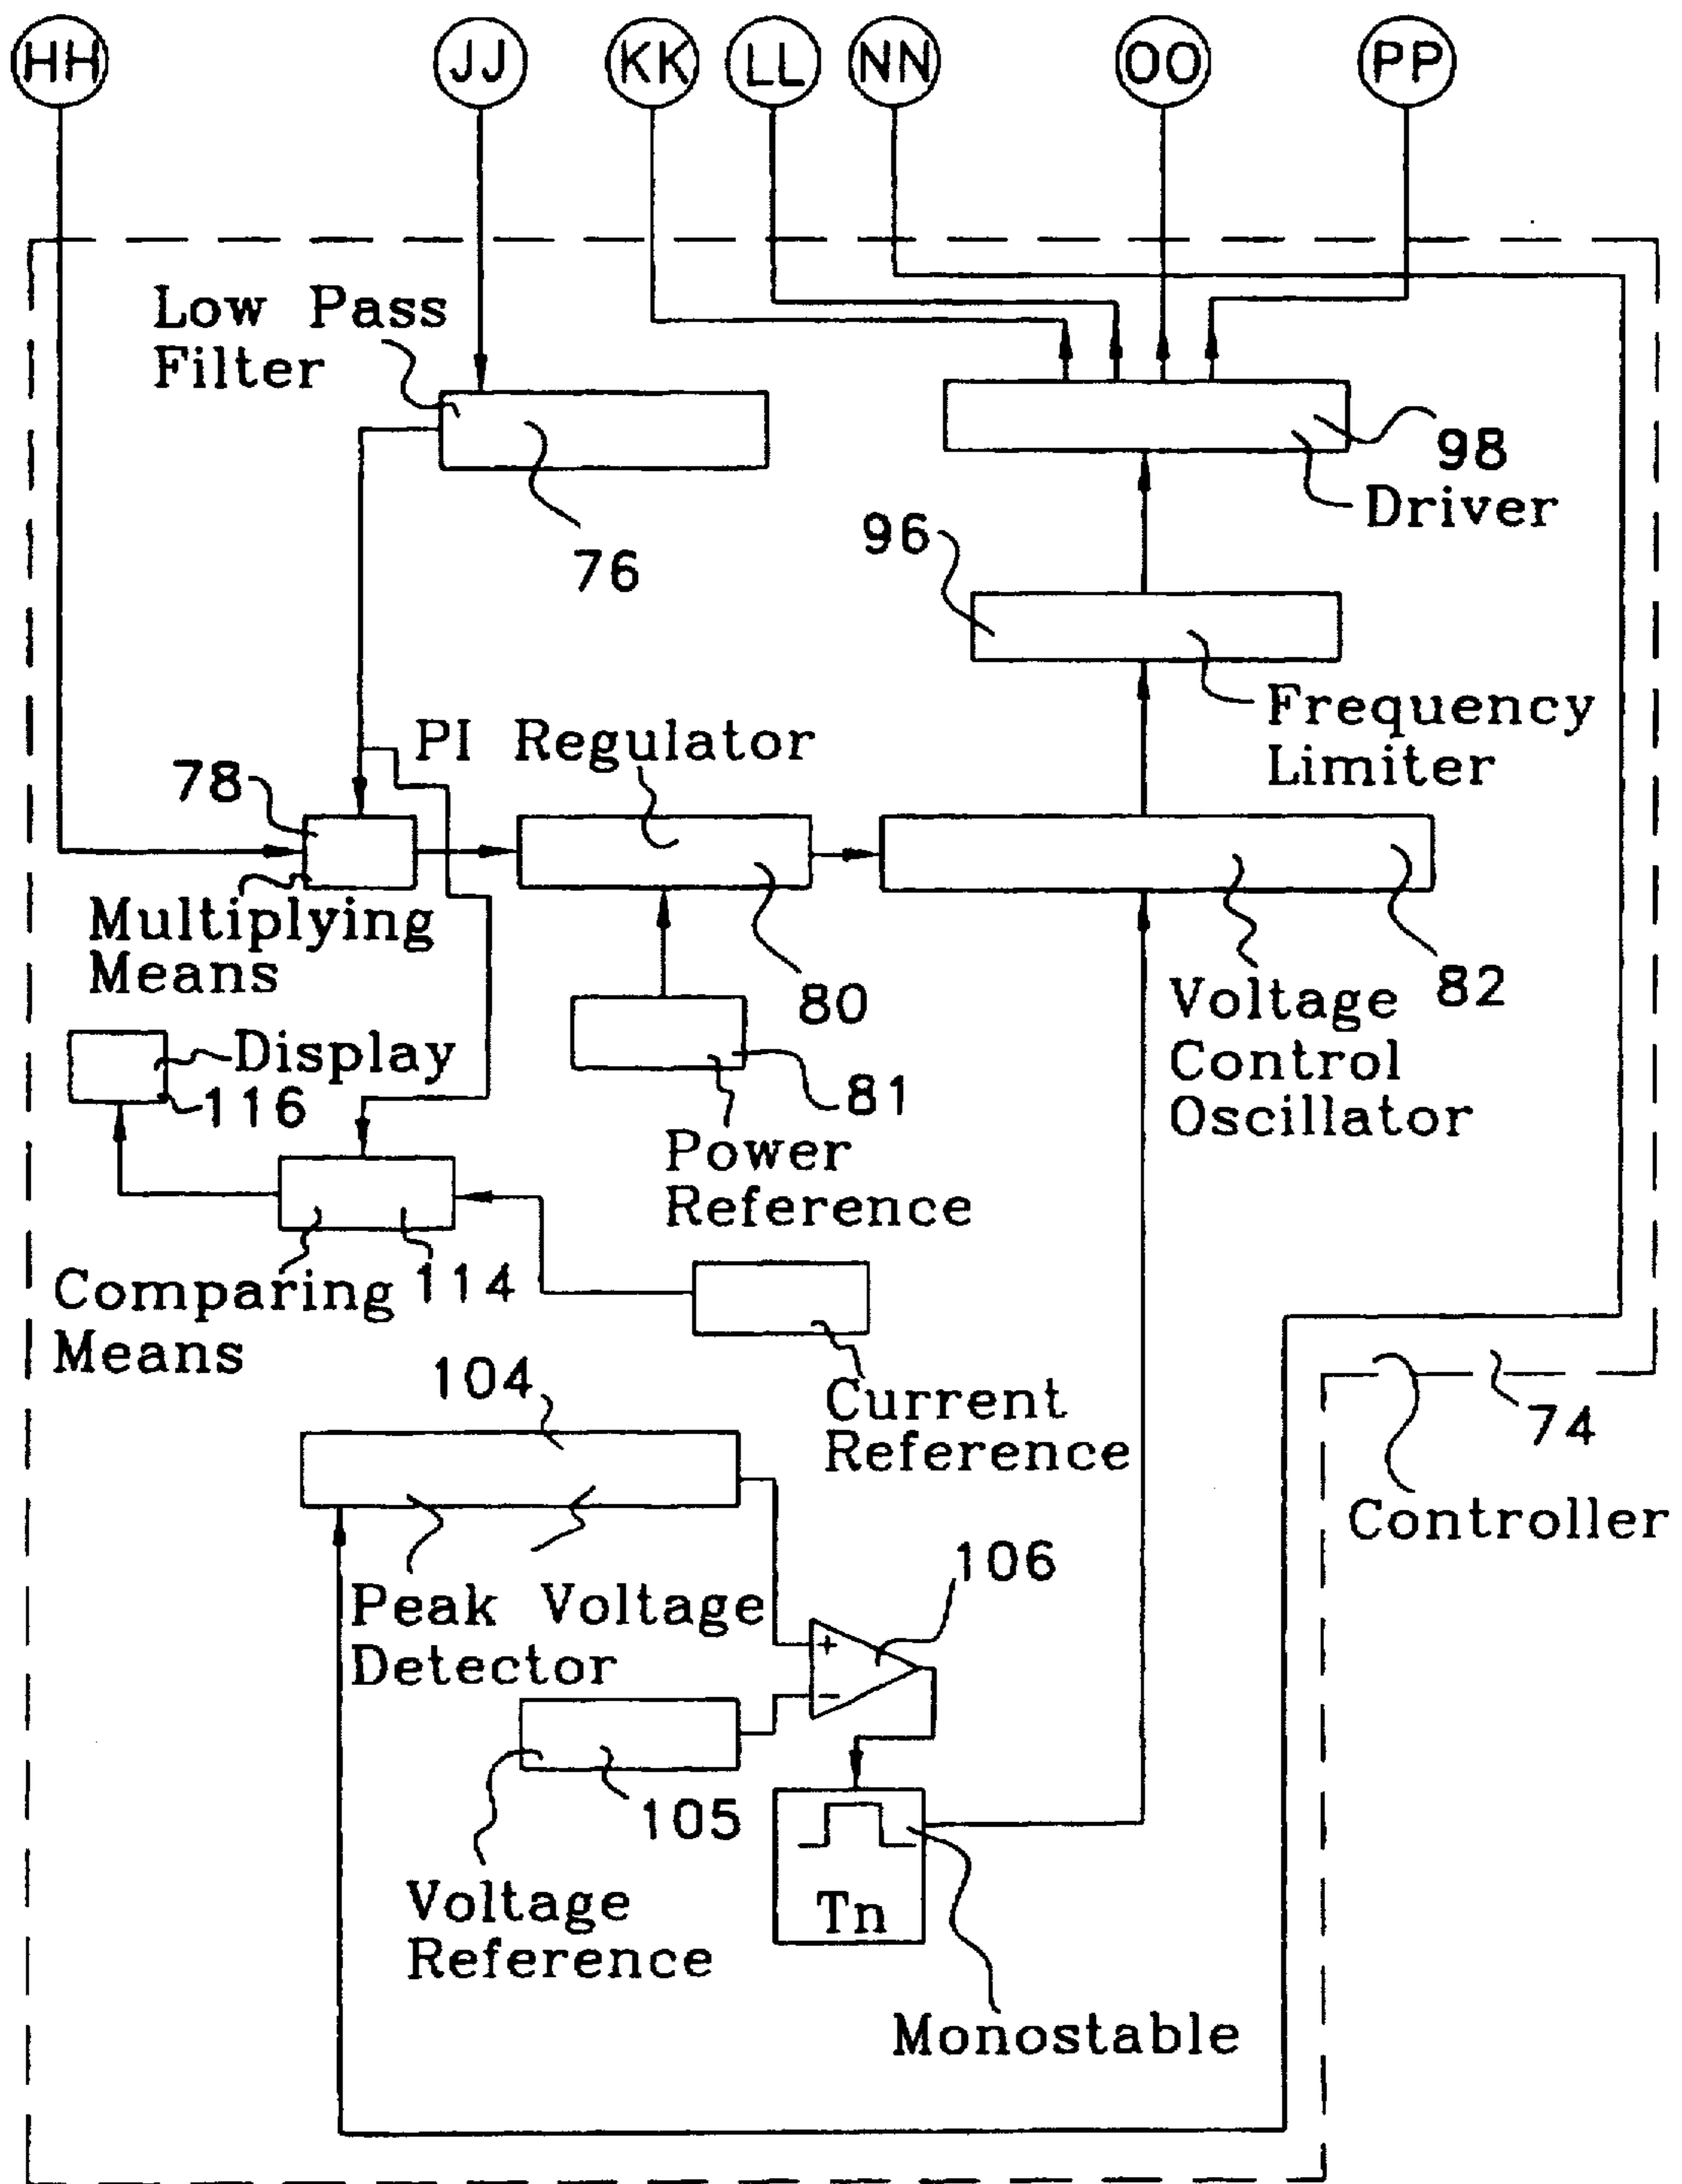 HH JJ KK LL NN OO PP
Low Pass
Filter
76
98
Driver
96
Frequency
Limiter
PI Regulator
78
Multiplying
Means
80
82
Voltage
Control
Oscillator
Display
116
81
Power
Reference
Comparing
Means
114
Current
Reference
74
Controller
104
Peak Voltage
Detector
106
+
−
105
Voltage
Reference
Tn
Monostable